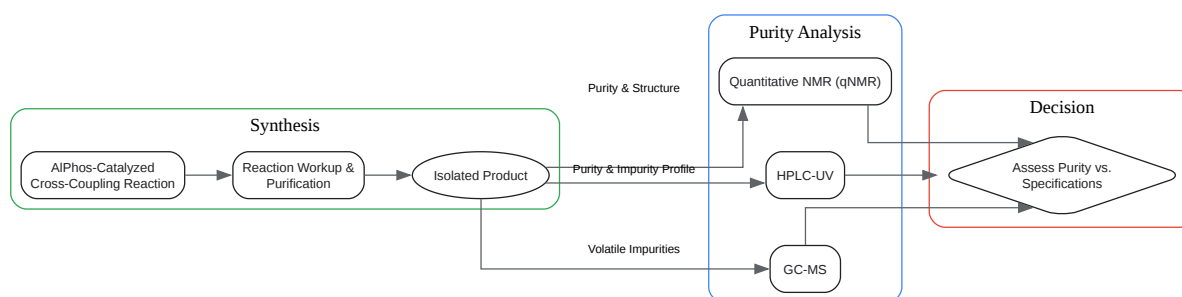 Synthesis
AlPhos-Catalyzed
Cross-Coupling Reaction
Reaction Workup &
Purification
Isolated Product
Purity & Structure
Purity & Impurity Profile
Volatile Impurities
Purity Analysis
Quantitative NMR (qNMR)
HPLC-UV
GC-MS
Decision
Assess Purity vs.
Specifications